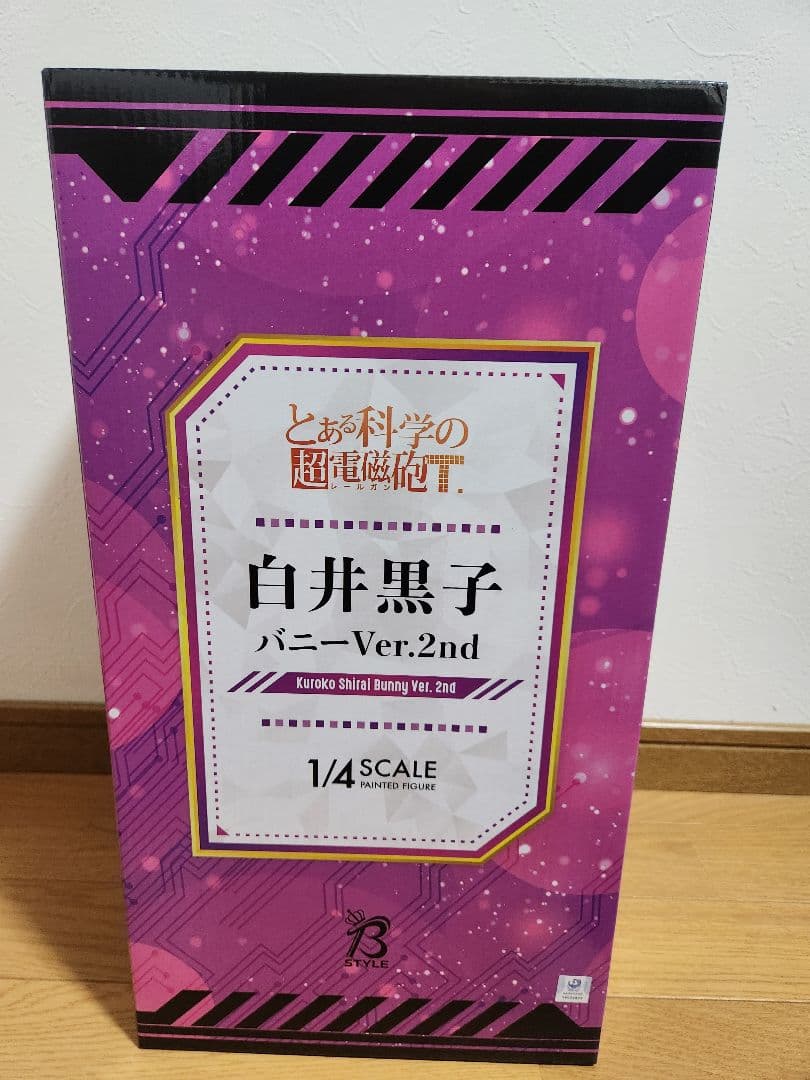 とある科学の
超電磁砲T.
レールガン
白井黒子
バニーVer.2nd
Kuroko Shirai Bunny Ver. 2nd
1/4 SCALE
PAINTED FIGURE
B
STYLE